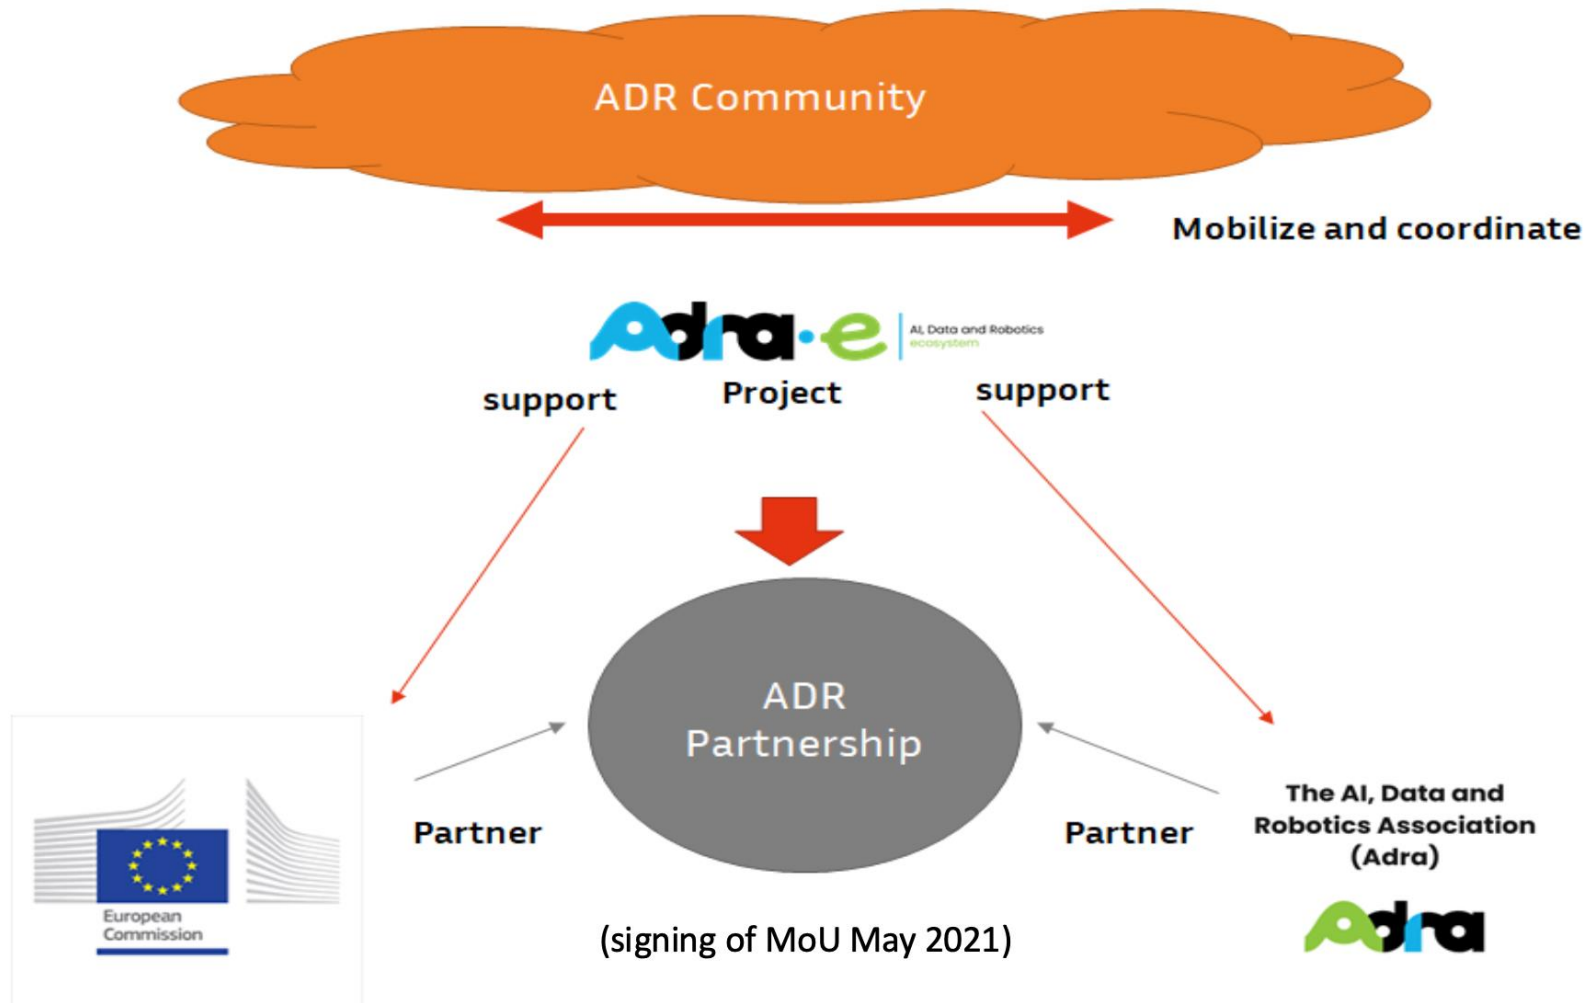 ADR Community
Mobilize and coordinate
Adra·e
AI, Data and Robotics
ecosystem
support
Project
support
ADR
Partnership
Partner
Partner
The AI, Data and
Robotics Association
(Adra)
Adra
European
Commission
(signing of MoU May 2021)